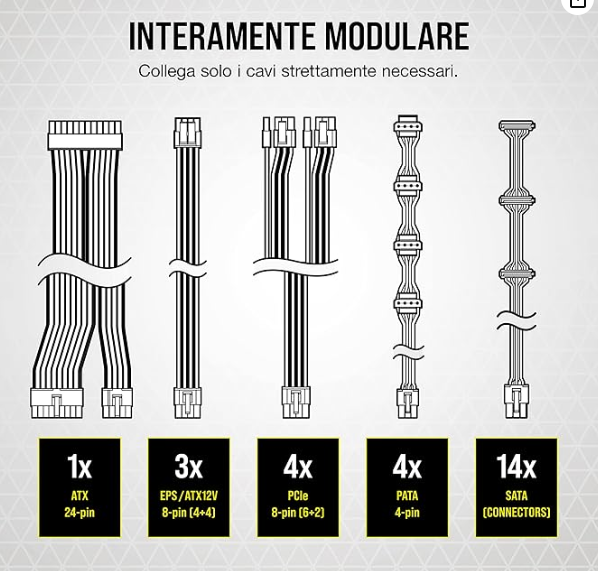 INTERAMENTE MODULARE
Collega solo i cavi strettamente necessari.
1x
ATX
24-pin
3x
EPS/ATX12V
8-pin (4+4)
4x
PCIe
8-pin (6+2)
4x
PATA
4-pin
14x
SATA
(CONNECTORS)